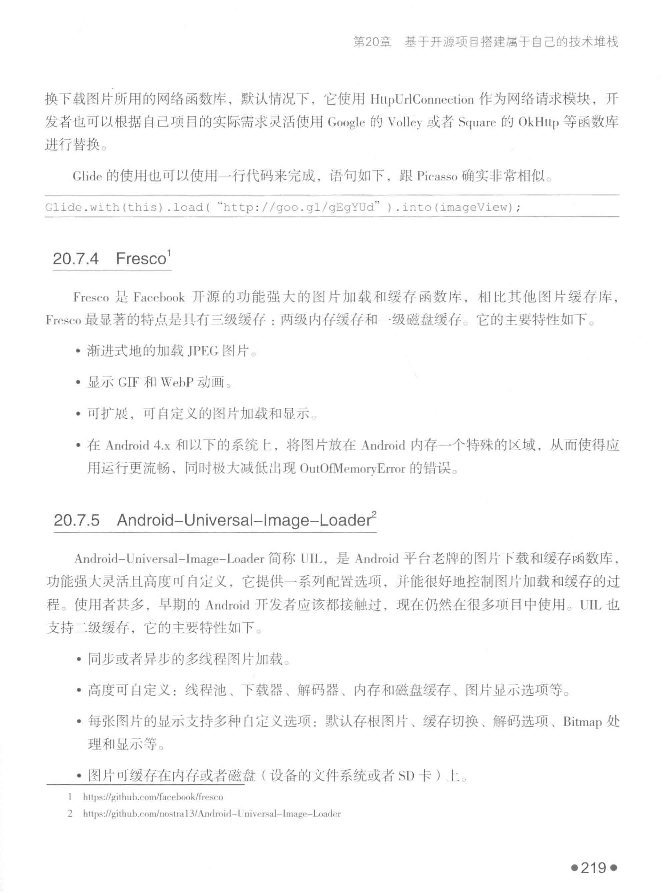 第20章 基于开源项目搭建属于自己的技术堆栈
换下载图片所用的网络函数库，默认情况下，它使用 HttpUrlConnection 作为网络请求模块，开
发者也可以根据自己项目的实际需求灵活使用 Google 的 Volley 或者 Square 的 OkHttp 等函数库
进行替换。
Glide 的使用也可以使用一行代码来完成，语句如下，跟 Picasso 确实非常相似。
Glide.with(this).load( “http://goo.gl/gEgYUd” ).into(imageView);
20.7.4 Fresco1
Fresco 是 Facebook 开源的功能强大的图片加载和缓存函数库，相比其他图片缓存库，
Fresco 最显著的特点是具有三级缓存：两级内存缓存和一级磁盘缓存。它的主要特性如下。
• 渐进式地的加载 JPEG 图片。
• 显示 GIF 和 WebP 动画。
• 可扩展，可自定义的图片加载和显示。
• 在 Android 4.x 和以下的系统上，将图片放在 Android 内存一个特殊的区域，从而使得应
用运行更流畅，同时极大减低出现 OutOfMemoryError 的错误。
20.7.5 Android-Universal-Image-Loader2
Android-Universal-Image-Loader 简称 UIL，是 Android 平台老牌的图片下载和缓存函数库，
功能强大灵活且高度可自定义，它提供一系列配置选项，并能很好地控制图片加载和缓存的过
程。使用者甚多，早期的 Android 开发者应该都接触过，现在仍然在很多项目中使用。UIL 也
支持二级缓存，它的主要特性如下。
• 同步或者异步的多线程图片加载。
• 高度可自定义：线程池、下载器、解码器、内存和磁盘缓存、图片显示选项等。
• 每张图片的显示支持多种自定义选项：默认存根图片、缓存切换、解码选项、Bitmap 处
理和显示等。
• 图片可缓存在内存或者磁盘（设备的文件系统或者 SD 卡）上。
1 https://github.com/facebook/fresco
2 https://github.com/nostra13/Android-Universal-Image-Loader
•219•